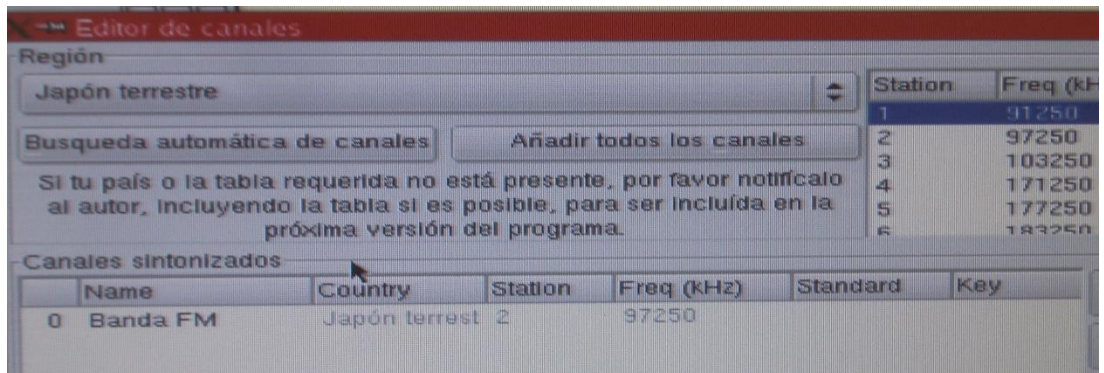 Editor de canales
Región
Japón terrestre
Busqueda automática de canales
Añadir todos los canales
Si tu país o la tabla requerida no está presente, por favor notifícalo
al autor, incluyendo la tabla si es posible, para ser incluída en la
próxima versión del programa.
Station Freq (kH
1 91250
2 97250
3 103250
4 171250
5 177250
6 183250
Canales sintonizados
Name Country Station Freq (kHz) Standard Key
0 Banda FM Japón terrest 2 97250